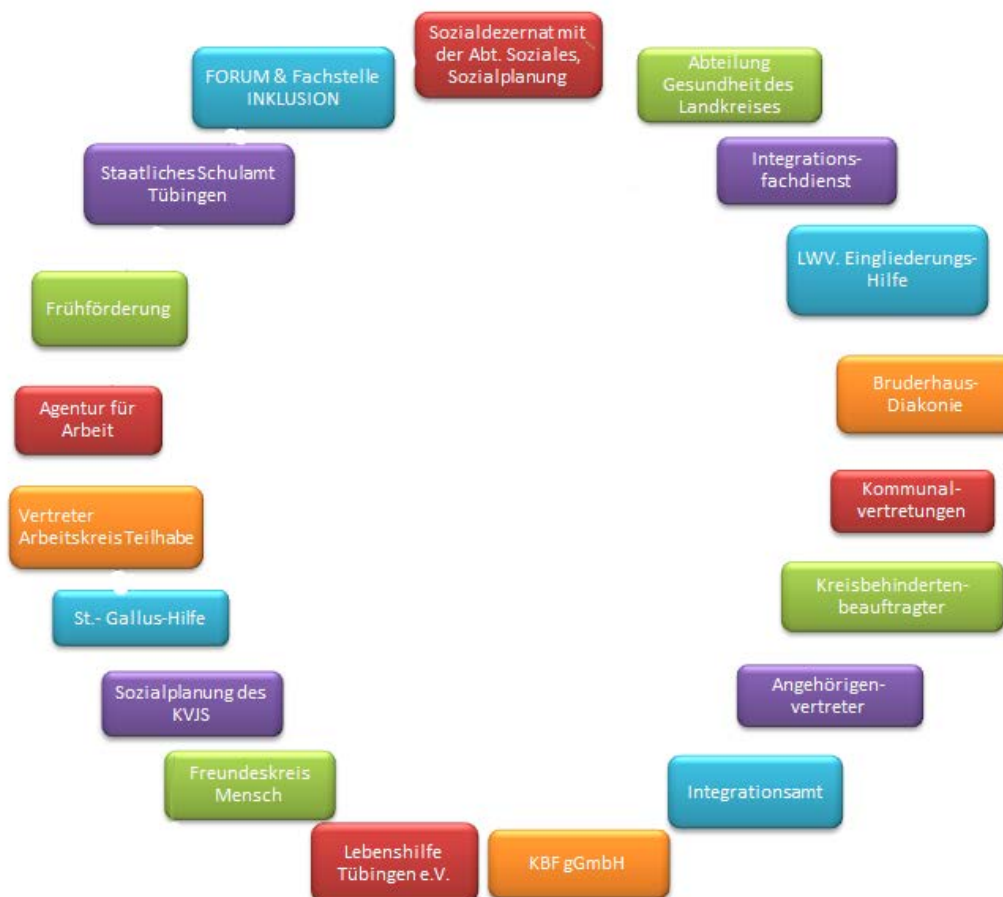 Sozialdezernat mit
der Abt. Soziales,
Sozialplanung
Abteilung
Gesundheit des
Landkreises
Integrations-
fachdienst
LWV. Eingliederungs-
Hilfe
Bruderhaus-
Diakonie
Kommunal-
vertretungen
Kreisbehinderten-
beauftragter
Angehörigen-
vertreter
Integrationsamt
KBF gGmbH
Lebenshilfe
Tübingen e.V.
Freundeskreis
Mensch
Sozialplanung des
KVJS
St.- Gallus-Hilfe
Vertreter
Arbeitskreis Teilhabe
Agentur für
Arbeit
Frühförderung
Staatliches Schulamt
Tübingen
FORUM & Fachstelle
INKLUSION